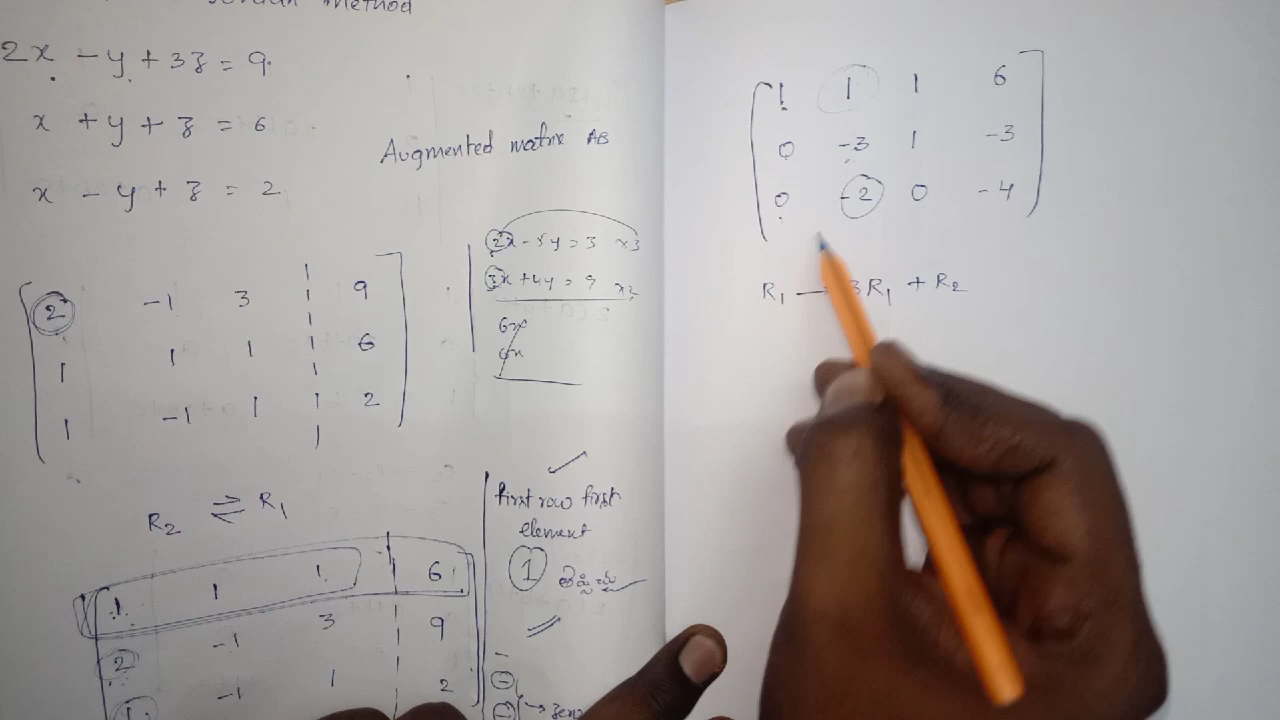 Jordan Method
2x - y + 3z = 9
x + y + z = 6
x - y + z = 2
Augmented matrix AB
2 -1 3 9
1 1 1 6
1 -1 1 2
2x - 5y = 3 x3
3x + 4y = 9 x2
6x
R2 ⇌ R1
1 1 1 6
2 -1 3 9
1 -1 1 2
First row first
element
1
1 1 1 6
0 -3 1 -3
0 -2 0 -4
R1 → 3R1 + R2